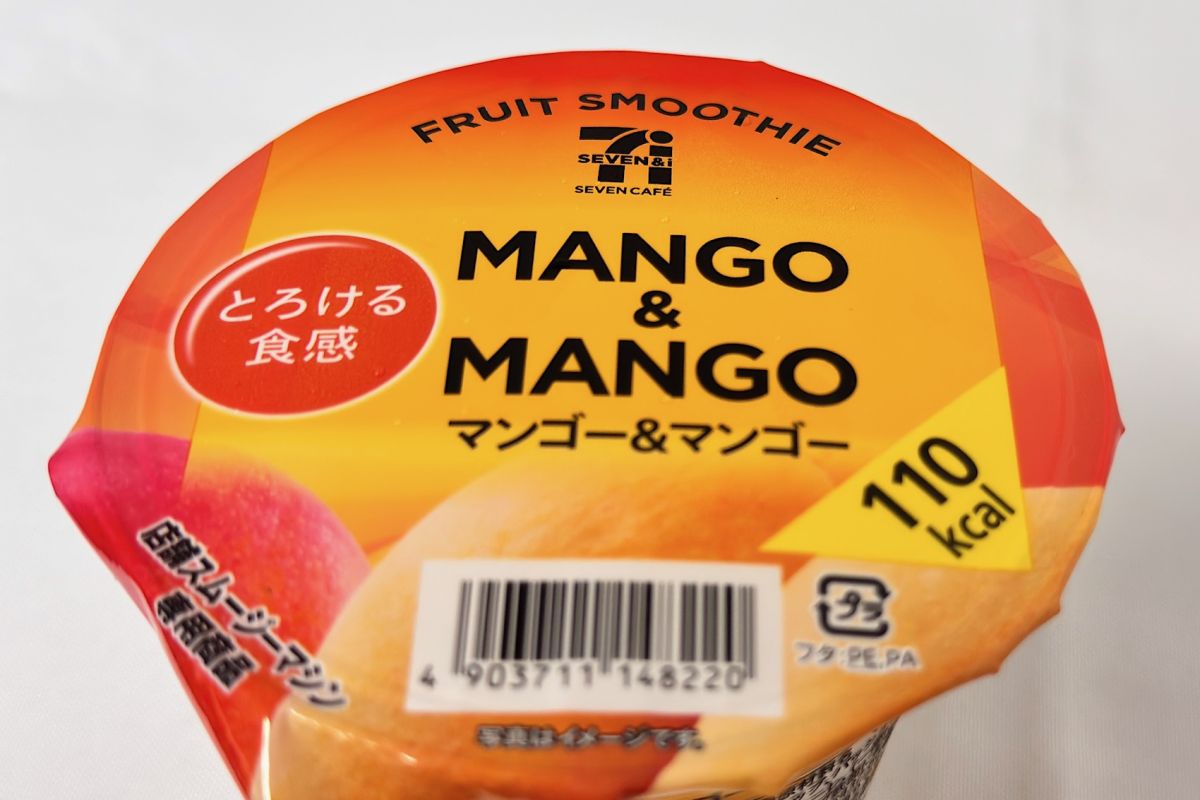 FRUIT SMOOTHIE
7i
SEVEN&i
SEVEN CAFÉ
MANGO
&
MANGO
マンゴー&マンゴー
とろける
食感
110
kcal
店舗スムージーマシン
専用商品
4 903711 148220
プラ
フタ:PE,PA
写真はイメージです。